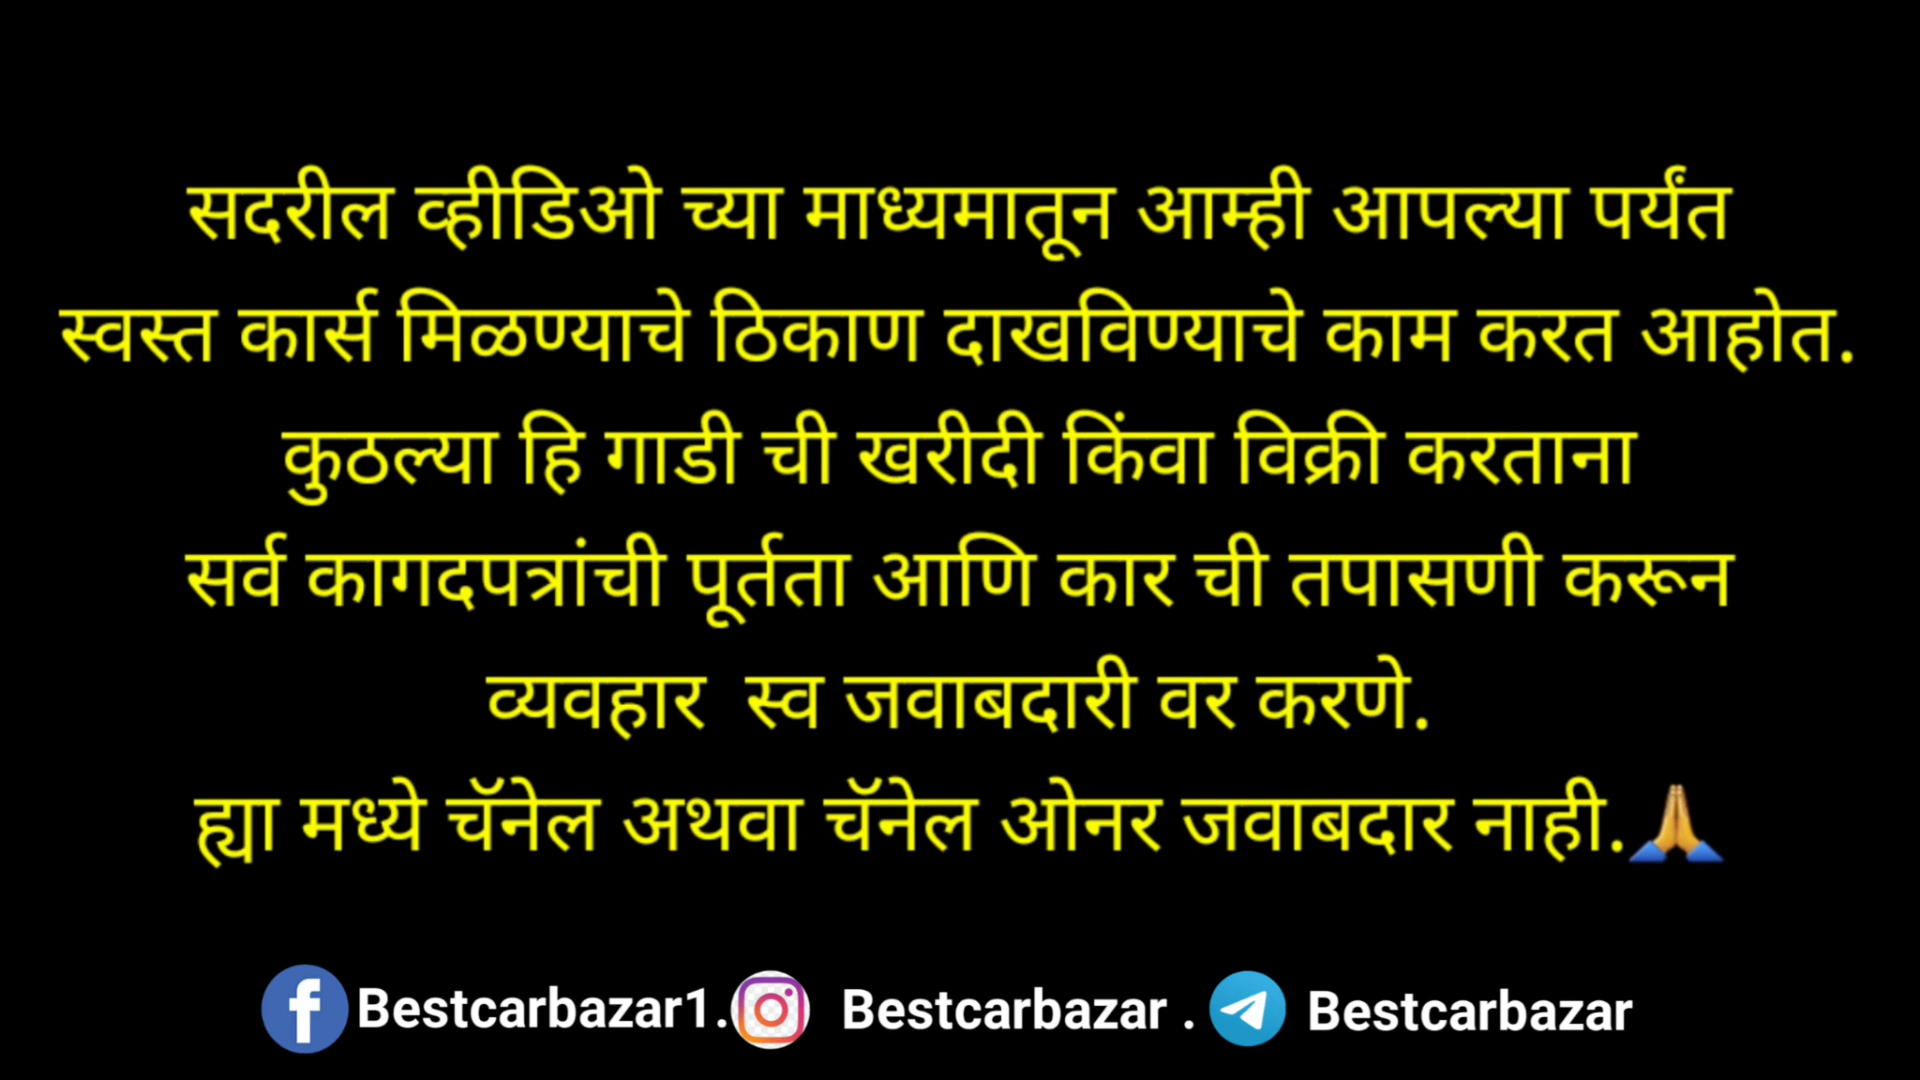 सदरील व्हीडिओ च्या माध्यमातून आम्ही आपल्या पर्यंत
स्वस्त कार्स मिळण्याचे ठिकाण दाखविण्याचे काम करत आहोत.
कुठल्या हि गाडी ची खरीदी किंवा विक्री करताना
सर्व कागदपत्रांची पूर्तता आणि कार ची तपासणी करून
व्यवहार स्व जवाबदारी वर करणे.
ह्या मध्ये चॅनेल अथवा चॅनेल ओनर जवाबदार नाही.🙏
Bestcarbazar1. Bestcarbazar . Bestcarbazar